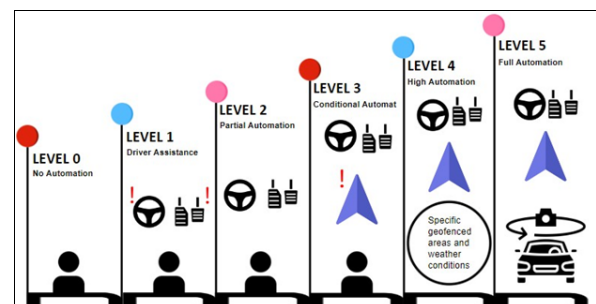 LEVEL 0
No Automation
LEVEL 1
Driver Assistance
!
!
LEVEL 2
Partial Automation
LEVEL 3
Conditional Automat
!
LEVEL 4
High Automation
Specific
geofenced
areas and
weather
conditions
LEVEL 5
Full Automation